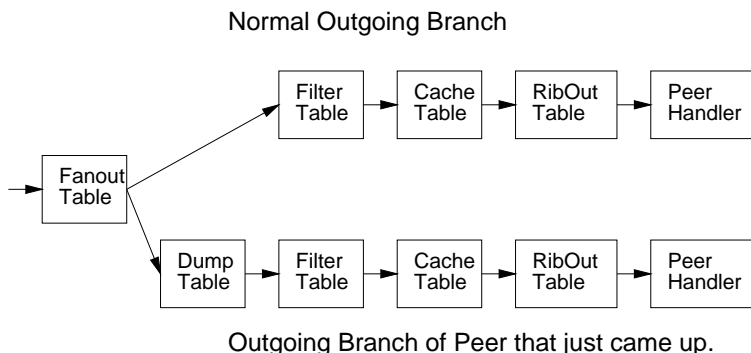 Normal Outgoing Branch
Filter
Table
Cache
Table
RibOut
Table
Peer
Handler
Fanout
Table
Dump
Table
Filter
Table
Cache
Table
RibOut
Table
Peer
Handler
Outgoing Branch of Peer that just came up.